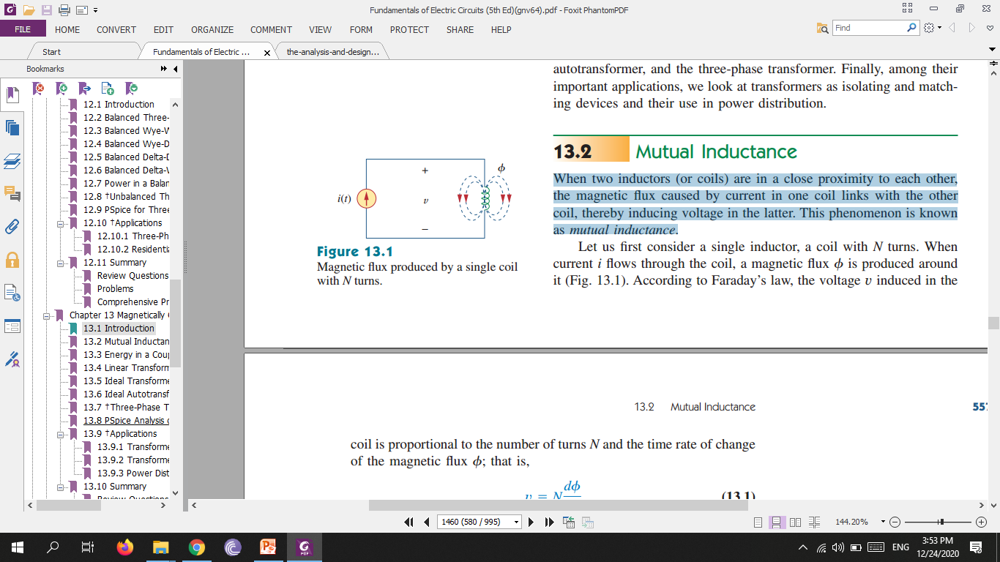 Fundamentals of Electric Circuits (5th Ed)(gnv64).pdf - Foxit PhantomPDF
FILE HOME CONVERT EDIT ORGANIZE COMMENT VIEW FORM PROTECT SHARE HELP
Find
Start
Fundamentals of Electric ...
the-analysis-and-design...
Bookmarks
12.1 Introduction
12.2 Balanced Three-
12.3 Balanced Wye-W
12.4 Balanced Wye-D
12.5 Balanced Delta-D
12.6 Balanced Delta-W
12.7 Power in a Balan
12.8 †Unbalanced Th
12.9 PSpice for Three
12.10 †Applications
12.10.1 Three-Ph
12.10.2 Residentia
12.11 Summary
Review Questions
Problems
Comprehensive Pr
Chapter 13 Magnetically
13.1 Introduction
13.2 Mutual Inductan
13.3 Energy in a Coup
13.4 Linear Transform
13.5 Ideal Transforme
13.6 Ideal Autotransf
13.7 †Three-Phase T
13.8 PSpice Analysis o
13.9 †Applications
13.9.1 Transforme
13.9.2 Transforme
13.9.3 Power Dist
13.10 Summary
Review Questions
autotransformer, and the three-phase transformer. Finally, among their
important applications, we look at transformers as isolating and match-
ing devices and their use in power distribution.
13.2 Mutual Inductance
When two inductors (or coils) are in a close proximity to each other,
the magnetic flux caused by current in one coil links with the other
coil, thereby inducing voltage in the latter. This phenomenon is known
as mutual inductance.
Let us first consider a single inductor, a coil with N turns. When
current i flows through the coil, a magnetic flux ϕ is produced around
it (Fig. 13.1). According to Faraday's law, the voltage v induced in the
+
ϕ
i(t)
v
−
Figure 13.1
Magnetic flux produced by a single coil
with N turns.
13.2 Mutual Inductance 557
coil is proportional to the number of turns N and the time rate of change
of the magnetic flux ϕ; that is,
v = N dϕ (13.1)
1460 (580 / 995)
144.20%
PDF
ENG
3:53 PM
12/24/2020